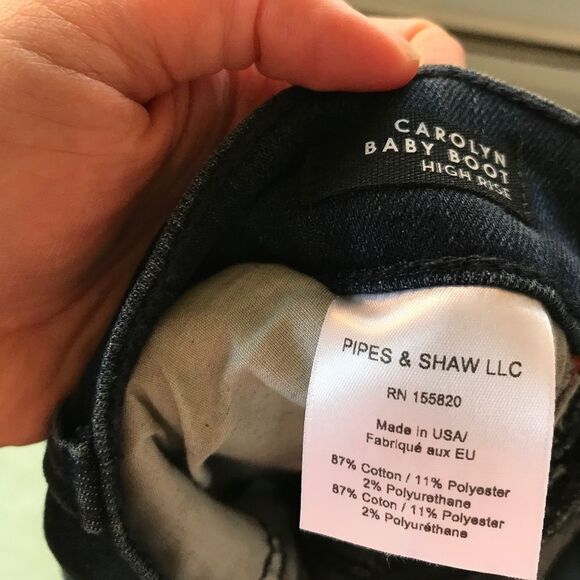 CAROLYN
BABY BOOT
HIGH RISE
PIPES & SHAW LLC
RN 155820
Made in USA/
Fabriqué aux EU
87% Cotton / 11% Polyester
2% Polyurethane
87% Coton / 11% Polyester
2% Polyuréthane